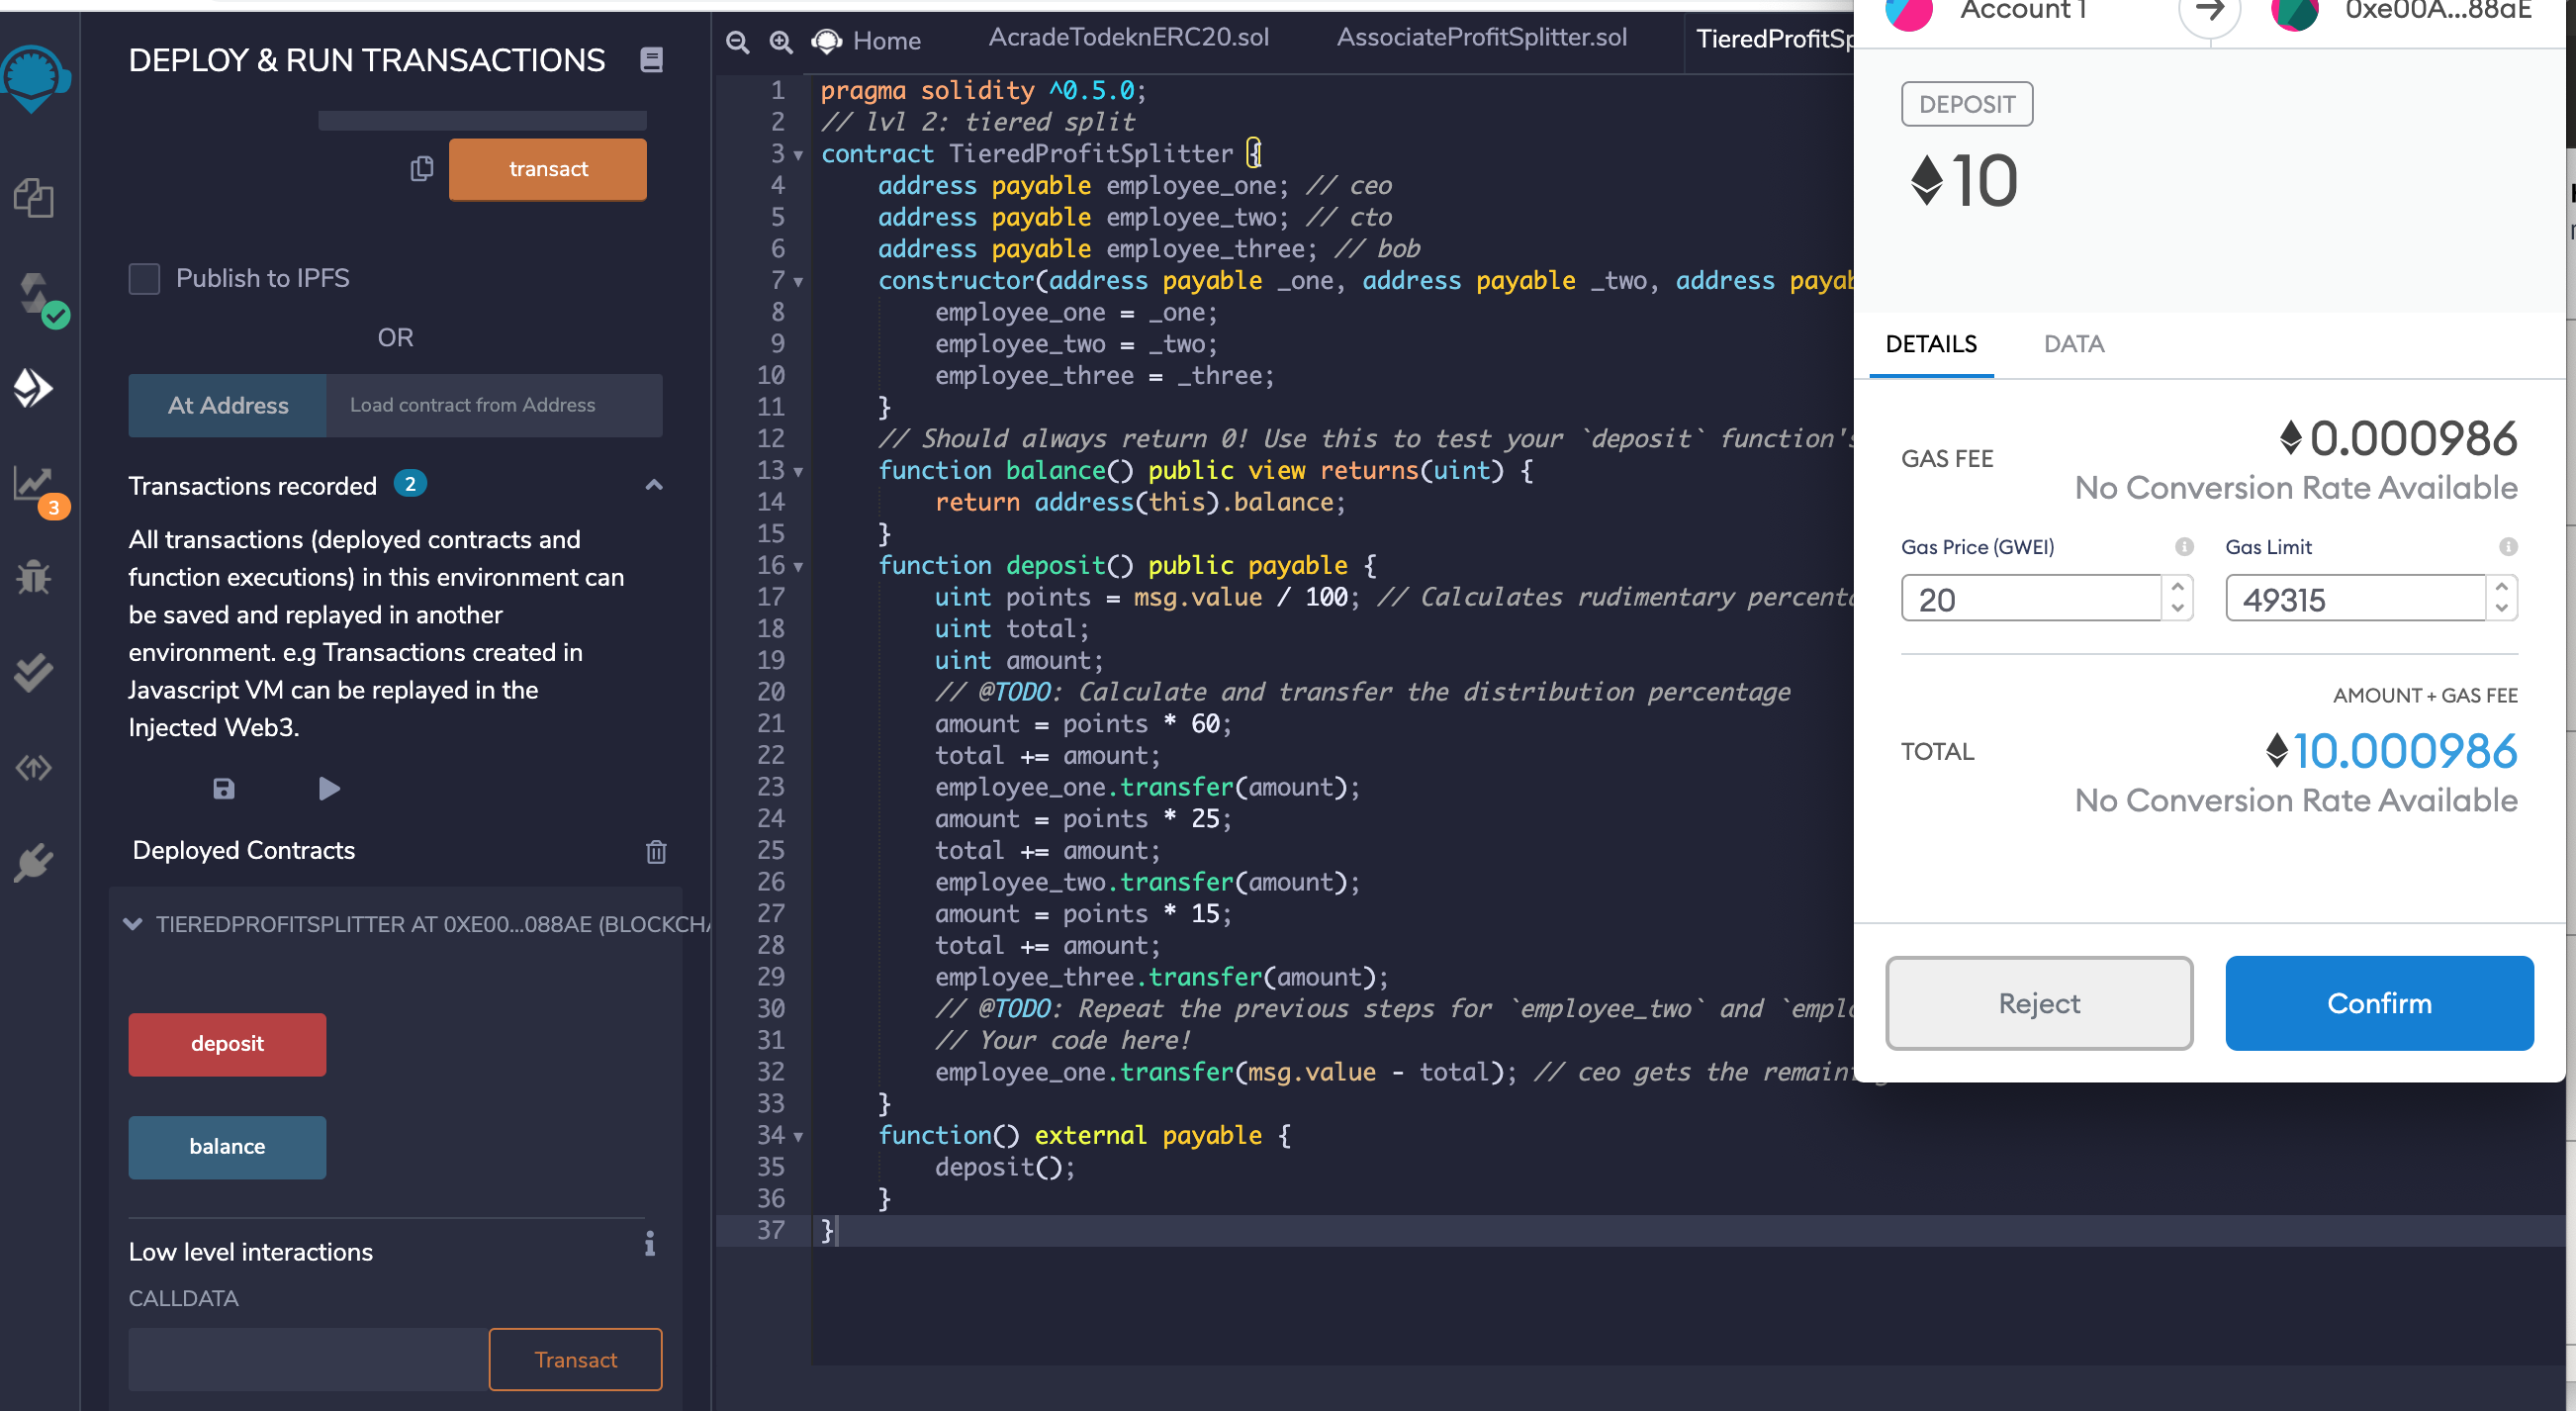 DEPLOY & RUN TRANSACTIONS
transact
Publish to IPFS
OR
At Address
Load contract from Address
Transactions recorded 2
All transactions (deployed contracts and
function executions) in this environment can
be saved and replayed in another
environment. e.g Transactions created in
Javascript VM can be replayed in the
Injected Web3.
3
Deployed Contracts
TIEREDPROFITSPLITTER AT 0XE00...088AE (BLOCKCHA
deposit
balance
Low level interactions
CALLDATA
Transact
Home
AcradeTodeknERC20.sol
AssociateProfitSplitter.sol
TieredProfitSp
1 pragma solidity ^0.5.0;
2 // lvl 2: tiered split
3 contract TieredProfitSplitter {
4 address payable employee_one; // ceo
5 address payable employee_two; // cto
6 address payable employee_three; // bob
7 constructor(address payable _one, address payable _two, address payab
8 employee_one = _one;
9 employee_two = _two;
10 employee_three = _three;
11 }
12 // Should always return 0! Use this to test your `deposit` function's
13 function balance() public view returns(uint) {
14 return address(this).balance;
15 }
16 function deposit() public payable {
17 uint points = msg.value / 100; // Calculates rudimentary percenta
18 uint total;
19 uint amount;
20 // @TODO: Calculate and transfer the distribution percentage
21 amount = points * 60;
22 total += amount;
23 employee_one.transfer(amount);
24 amount = points * 25;
25 total += amount;
26 employee_two.transfer(amount);
27 amount = points * 15;
28 total += amount;
29 employee_three.transfer(amount);
30 // @TODO: Repeat the previous steps for `employee_two` and `emplo
31 // Your code here!
32 employee_one.transfer(msg.value - total); // ceo gets the remaining
33 }
34 function() external payable {
35 deposit();
36 }
37 }
Account 1
0xe00A...88aE
DEPOSIT
10
DETAILS
DATA
GAS FEE
0.000986
No Conversion Rate Available
Gas Price (GWEI)
Gas Limit
20
49315
AMOUNT + GAS FEE
TOTAL
10.000986
No Conversion Rate Available
Reject
Confirm